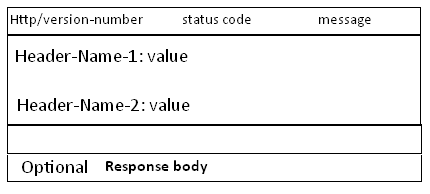 Http/version-number status code message
Header-Name-1: value
Header-Name-2: value
Optional Response body